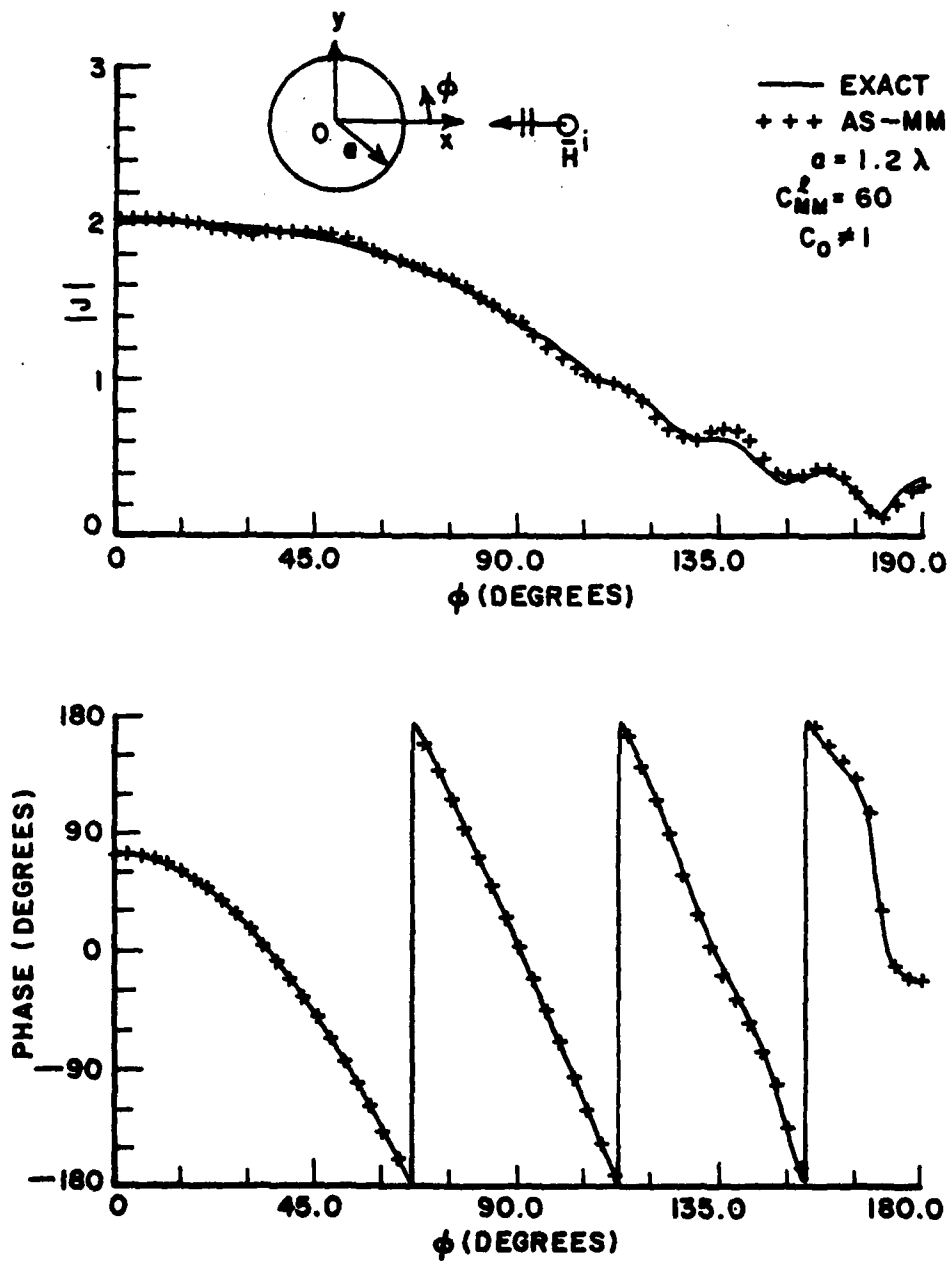 y
3
ϕ
— EXACT
O
a
x
H̄ⁱ
+ + + AS-MM
a = 1.2 λ
C^ℓ_MM = 60
C_O ≠ 1
2
|J|
1
0
0 45.0 90.0 135.0 190.0
ϕ (DEGREES)
180
90
PHASE (DEGREES)
0
-90
-180
0 45.0 90.0 135.0 180.0
ϕ (DEGREES)